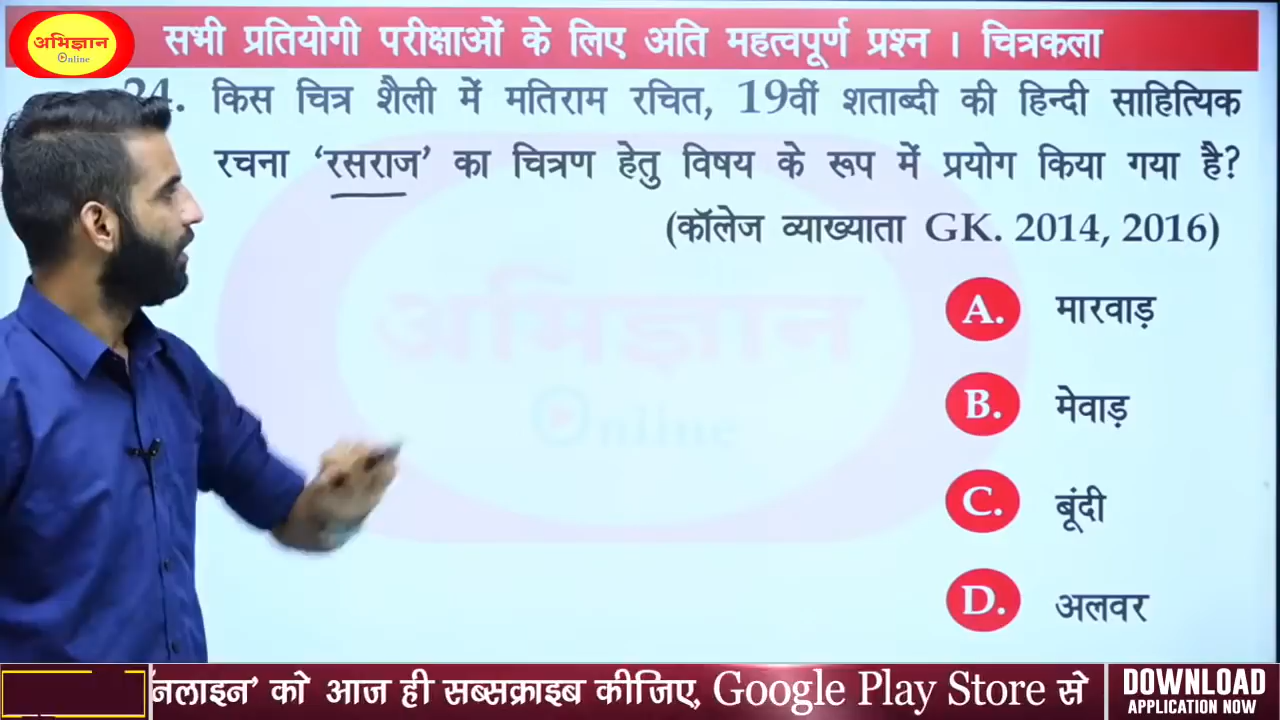 अभिज्ञान
Online
सभी प्रतियोगी परीक्षाओं के लिए अति महत्वपूर्ण प्रश्न । चित्रकला
24. किस चित्र शैली में मतिराम रचित, 19वीं शताब्दी की हिन्दी साहित्यिक
रचना ‘रसराज’ का चित्रण हेतु विषय के रूप में प्रयोग किया गया है?
(कॉलेज व्याख्याता GK. 2014, 2016)
अभिज्ञान
Online
A. मारवाड़
B. मेवाड़
C. बूंदी
D. अलवर
नलाइन’ को आज ही सब्सक्राइब कीजिए, Google Play Store से
DOWNLOAD
APPLICATION NOW